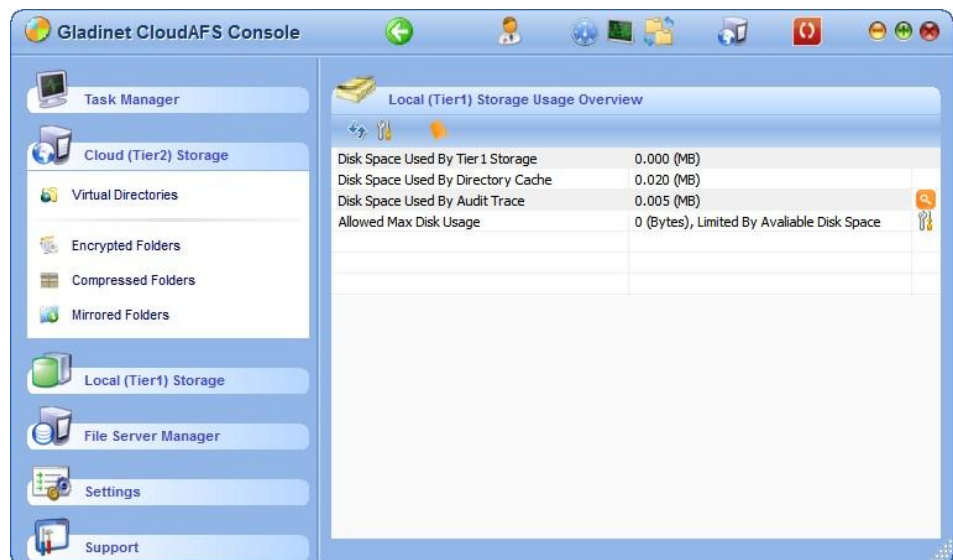 Gladinet CloudAFS Console
Task Manager
Cloud (Tier2) Storage
Virtual Directories
Encrypted Folders
Compressed Folders
Mirrored Folders
Local (Tier1) Storage
File Server Manager
Settings
Support
Local (Tier1) Storage Usage Overview
Disk Space Used By Tier1 Storage 0.000 (MB)
Disk Space Used By Directory Cache 0.020 (MB)
Disk Space Used By Audit Trace 0.005 (MB)
Allowed Max Disk Usage 0 (Bytes), Limited By Avaliable Disk Space